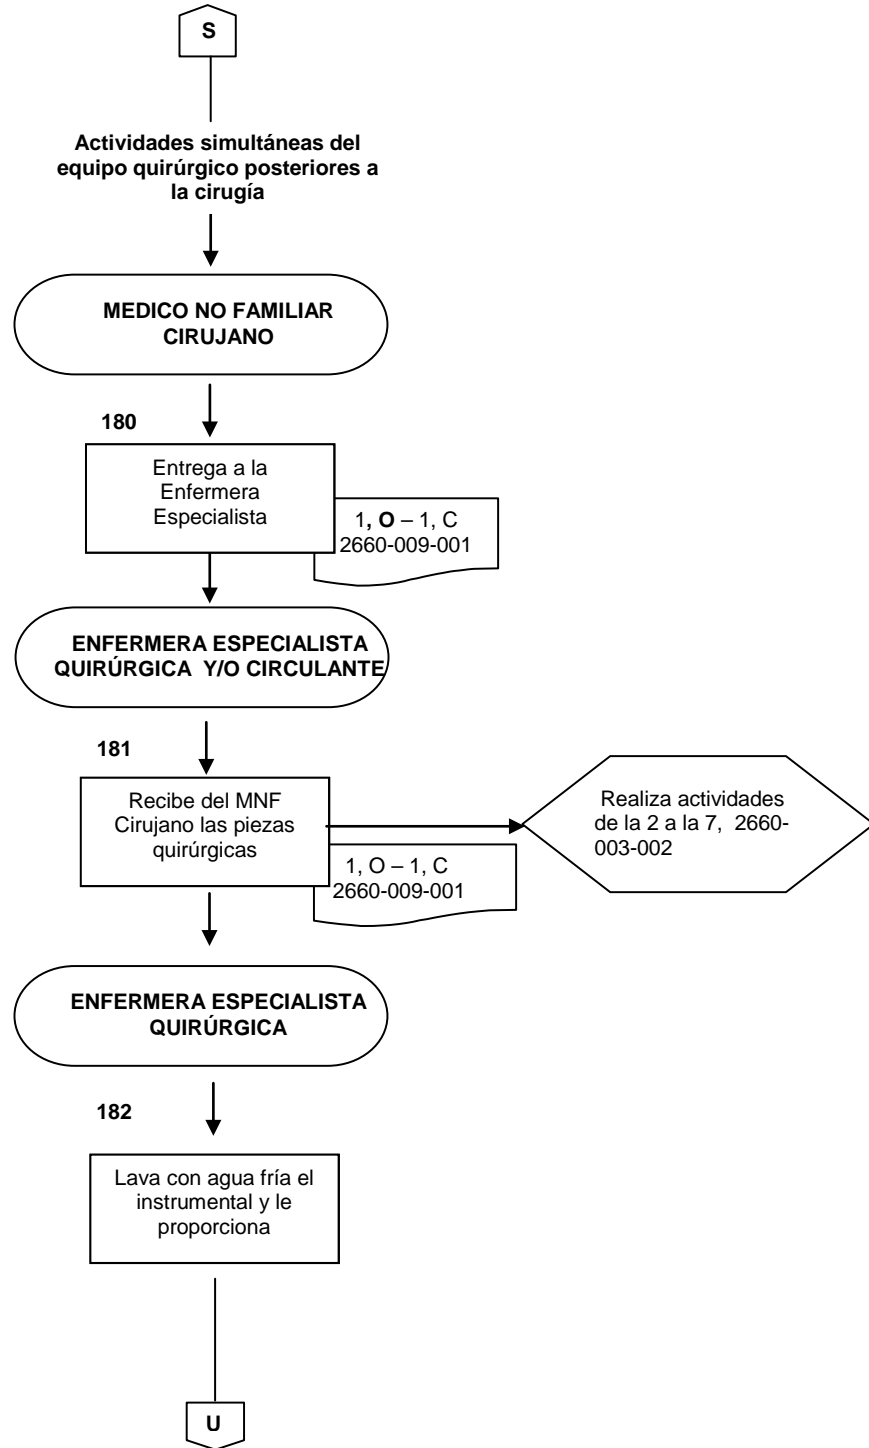 S
Actividades simultáneas del
equipo quirúrgico posteriores a
la cirugía
MEDICO NO FAMILIAR
CIRUJANO
180
Entrega a la
Enfermera
Especialista
1, O – 1, C
2660-009-001
ENFERMERA ESPECIALISTA
QUIRÚRGICA Y/O CIRCULANTE
181
Recibe del MNF
Cirujano las piezas
quirúrgicas
1, O – 1, C
2660-009-001
Realiza actividades
de la 2 a la 7, 2660-
003-002
ENFERMERA ESPECIALISTA
QUIRÚRGICA
182
Lava con agua fría el
instrumental y le
proporciona
U